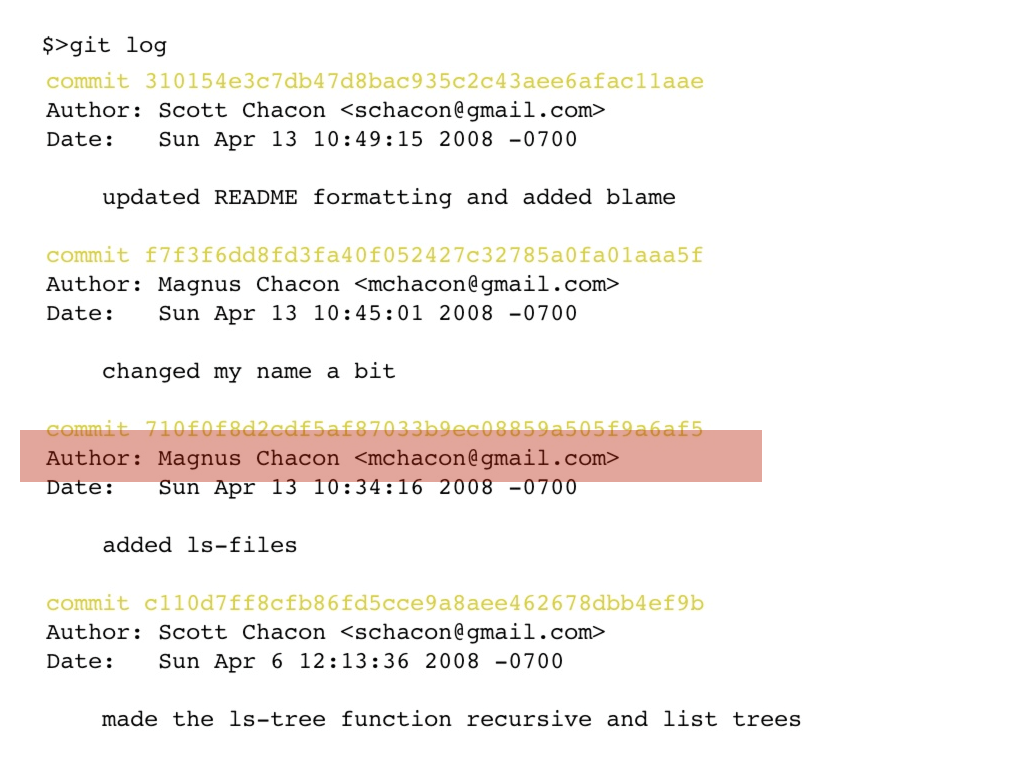 $>git log
commit 310154e3c7db47d8bac935c2c43aee6afac11aae
Author: Scott Chacon <schacon@gmail.com>
Date:   Sun Apr 13 10:49:15 2008 -0700
updated README formatting and added blame
commit f7f3f6dd8fd3fa40f052427c32785a0fa01aaa5f
Author: Magnus Chacon <mchacon@gmail.com>
Date:   Sun Apr 13 10:45:01 2008 -0700
changed my name a bit
commit 710f0f8d2cdf5af87033b9ec08859a505f9a6af5
Author: Magnus Chacon <mchacon@gmail.com>
Date:   Sun Apr 13 10:34:16 2008 -0700
added ls-files
commit c110d7ff8cfb86fd5cce9a8aee462678dbb4ef9b
Author: Scott Chacon <schacon@gmail.com>
Date:   Sun Apr 6 12:13:36 2008 -0700
made the ls-tree function recursive and list trees